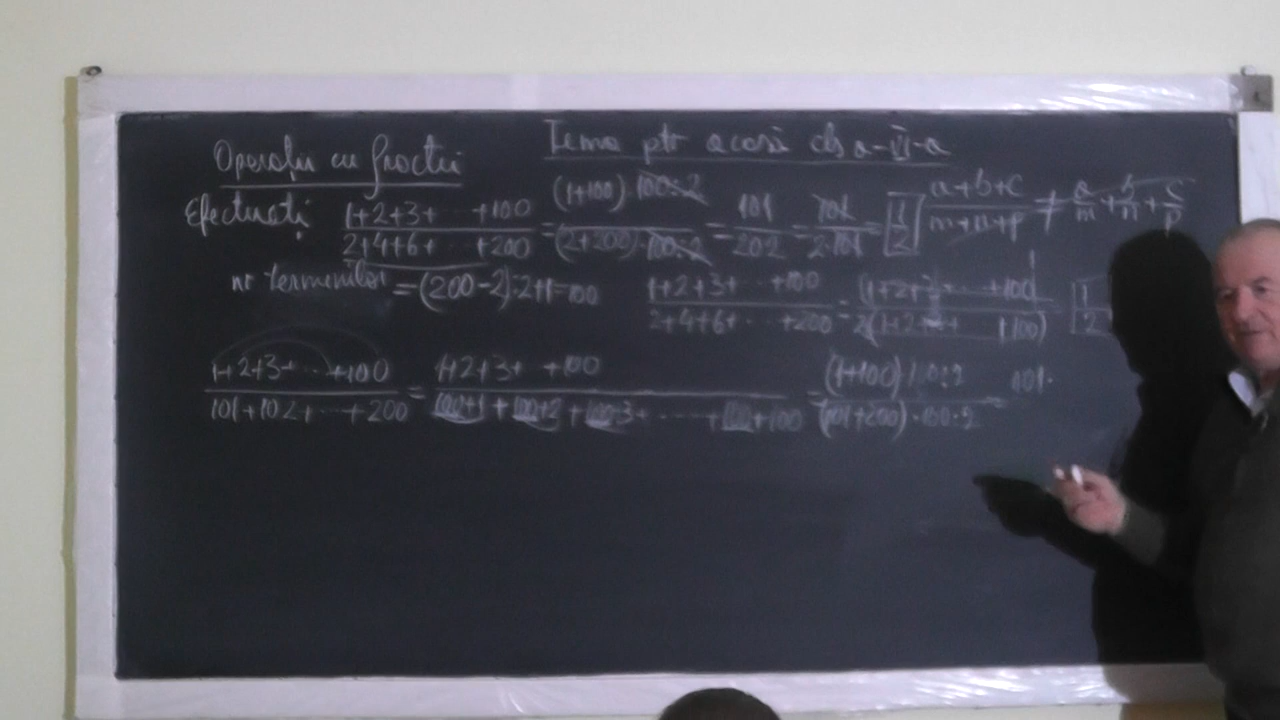 Operații cu fracții
Tema ptr acasă cls a-VI-a
Efectuați: 1+2+3+ ... +100 / 2+4+6+ ... +200 = (1+100)·100:2 / (2+200)·100:2 = 101 / 202 = 101 / 2·101 = 1/2
a+b+c / m+n+p ≠ a/m + b/n + c/p
nr termenilor = (200-2):2+1=100
1+2+3+ ... +100 / 2+4+6+ ... +200 = (1+2+3+ ... +100) / 2(1+2+3+ ... +100) = 1/2
1+2+3+ ... +100 / 101+102+ ... +200 = 1+2+3+ +100 / 100+1 + 100+2 + 100+3+ ... + 100+100 = (1+100)·100:2 / (101+200)·100:2 = 101